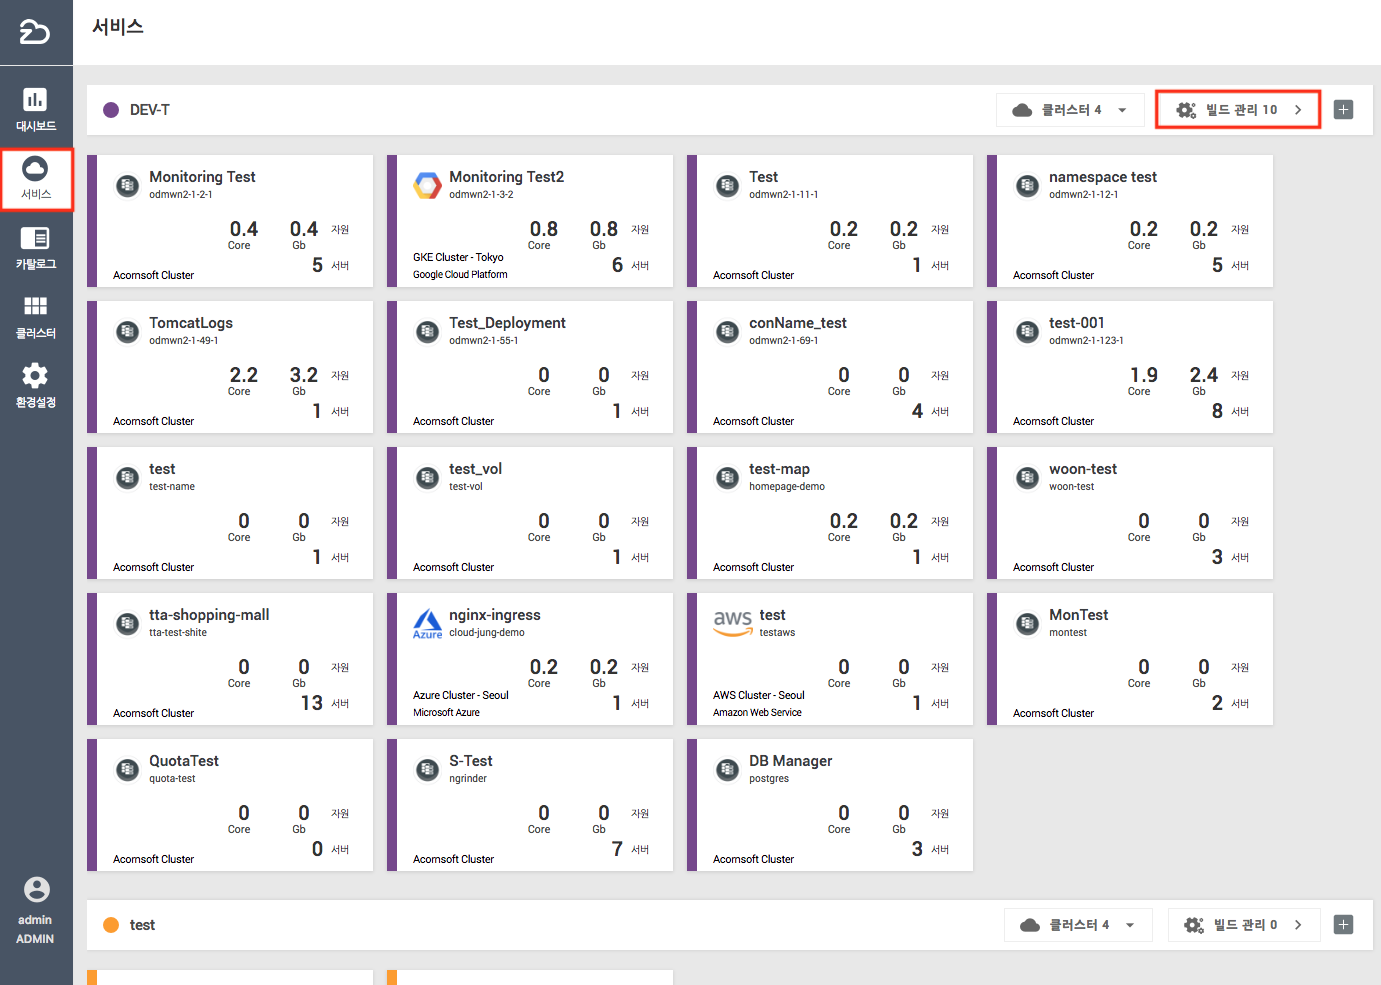 서비스
대시보드
서비스
카탈로그
클러스터
환경설정
admin
ADMIN
DEV-T
클러스터 4
빌드 관리 10
Monitoring Test
odmwn2-1-2-1
0.4 0.4 자원
Core Gb
5 서버
Acornsoft Cluster
Monitoring Test2
odmwn2-1-3-2
0.8 0.8 자원
Core Gb
GKE Cluster - Tokyo
6 서버
Google Cloud Platform
Test
odmwn2-1-11-1
0.2 0.2 자원
Core Gb
1 서버
Acornsoft Cluster
namespace test
odmwn2-1-12-1
0.2 0.2 자원
Core Gb
5 서버
Acornsoft Cluster
TomcatLogs
odmwn2-1-49-1
2.2 3.2 자원
Core Gb
1 서버
Acornsoft Cluster
Test_Deployment
odmwn2-1-55-1
0 0 자원
Core Gb
1 서버
Acornsoft Cluster
conName_test
odmwn2-1-69-1
0 0 자원
Core Gb
4 서버
Acornsoft Cluster
test-001
odmwn2-1-123-1
1.9 2.4 자원
Core Gb
8 서버
Acornsoft Cluster
test
test-name
0 0 자원
Core Gb
1 서버
Acornsoft Cluster
test_vol
test-vol
0 0 자원
Core Gb
1 서버
Acornsoft Cluster
test-map
homepage-demo
0.2 0.2 자원
Core Gb
1 서버
Acornsoft Cluster
woon-test
woon-test
0 0 자원
Core Gb
3 서버
Acornsoft Cluster
tta-shopping-mall
tta-test-shite
0 0 자원
Core Gb
13 서버
Acornsoft Cluster
Azure
nginx-ingress
cloud-jung-demo
0.2 0.2 자원
Core Gb
Azure Cluster - Seoul
1 서버
Microsoft Azure
aws
test
testaws
0 0 자원
Core Gb
AWS Cluster - Seoul
1 서버
Amazon Web Service
MonTest
montest
0 0 자원
Core Gb
2 서버
Acornsoft Cluster
QuotaTest
quota-test
0 0 자원
Core Gb
0 서버
Acornsoft Cluster
S-Test
ngrinder
0 0 자원
Core Gb
7 서버
Acornsoft Cluster
DB Manager
postgres
0 0 자원
Core Gb
3 서버
Acornsoft Cluster
test
클러스터 4
빌드 관리 0